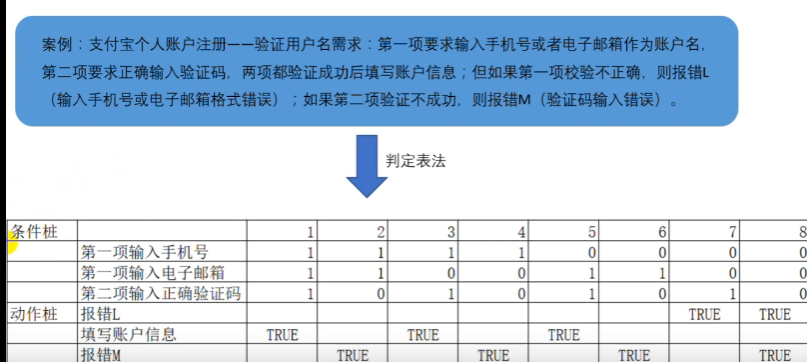 案例：支付宝个人账户注册——验证用户名需求：第一项要求输入手机号或者电子邮箱作为账户名，
第二项要求正确输入验证码，两项都验证成功后填写账户信息；但如果第一项校验不正确，则报错L
（输入手机号或电子邮箱格式错误）；如果第二项验证不成功，则报错M（验证码输入错误）。
判定表法
条件桩 1 2 3 4 5 6 7 8
第一项输入手机号 1 1 1 1 0 0 0 0
第一项输入电子邮箱 1 1 0 0 1 1 0 0
第二项输入正确验证码 1 0 1 0 1 0 1 0
动作桩 报错L TRUE TRUE
填写账户信息 TRUE TRUE TRUE
报错M TRUE TRUE TRUE TRUE